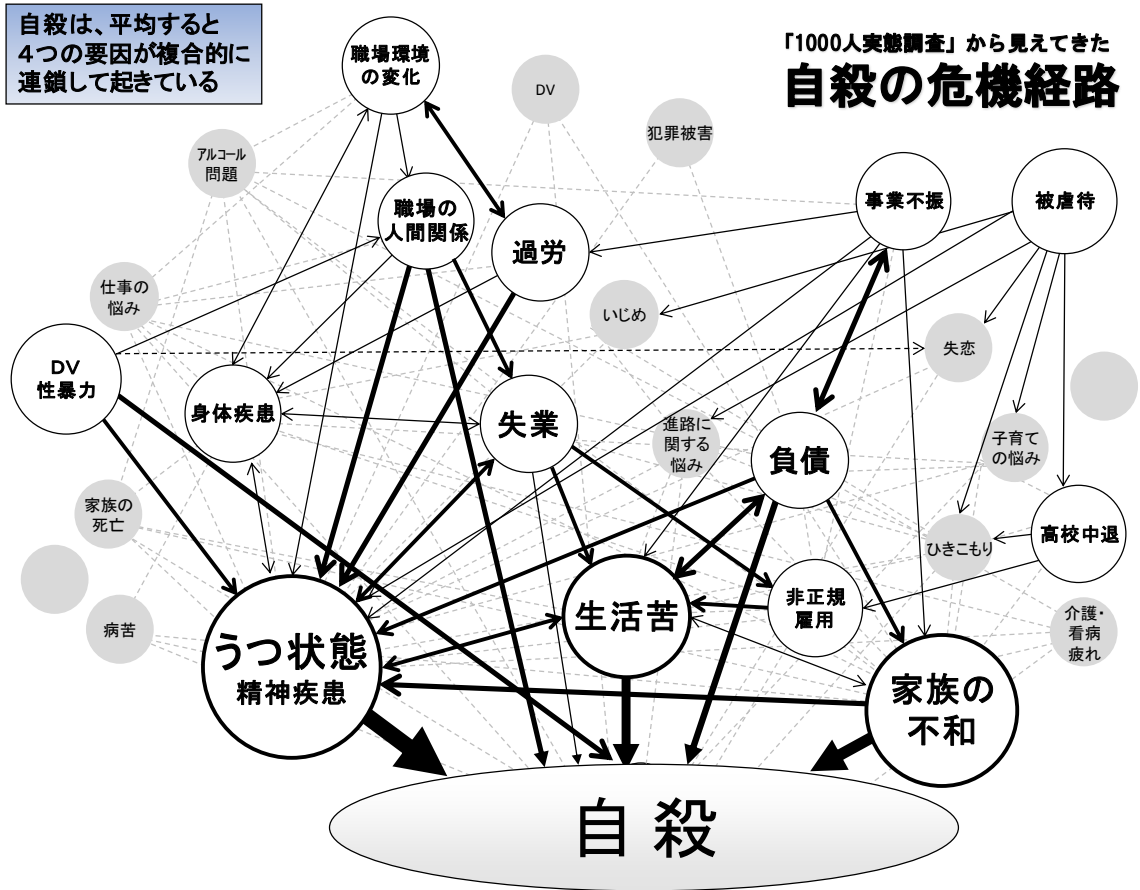 自殺は、平均すると
４つの要因が複合的に
連鎖して起きている
「1000人実態調査」から見えてきた
自殺の危機経路
職場環境
の変化
DV
犯罪被害
アルコール
問題
職場の
人間関係
過労
事業不振
被虐待
仕事の
悩み
いじめ
失恋
ＤＶ
性暴力
身体疾患
失業
進路に
関する
悩み
負債
子育て
の悩み
家族の
死亡
ひきこもり
高校中退
病苦
うつ状態
精神疾患
生活苦
非正規
雇用
介護・
看病
疲れ
家族の
不和
自 殺